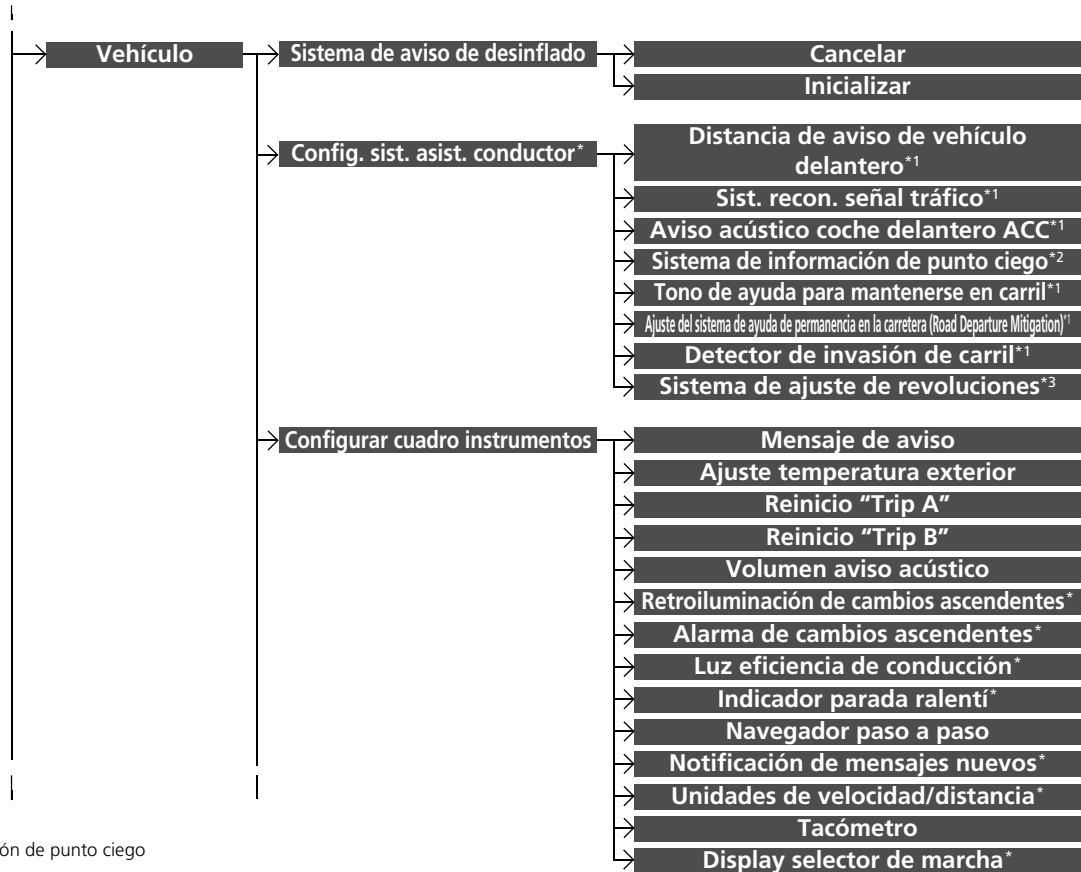 Vehículo
Sistema de aviso de desinflado
Cancelar
Inicializar
Config. sist. asist. conductor*
Distancia de aviso de vehículo
delantero*1
Sist. recon. señal tráfico*1
Aviso acústico coche delantero ACC*1
Sistema de información de punto ciego*2
Tono de ayuda para mantenerse en carril*1
Ajuste del sistema de ayuda de permanencia en la carretera (Road Departure Mitigation)*1
Detector de invasión de carril*1
Sistema de ajuste de revoluciones*3
Configurar cuadro instrumentos
Mensaje de aviso
Ajuste temperatura exterior
Reinicio “Trip A”
Reinicio “Trip B”
Volumen aviso acústico
Retroiluminación de cambios ascendentes*
Alarma de cambios ascendentes*
Luz eficiencia de conducción*
Indicador parada ralentí*
Navegador paso a paso
Notificación de mensajes nuevos*
Unidades de velocidad/distancia*
Tacómetro
Display selector de marcha*
ón de punto ciego